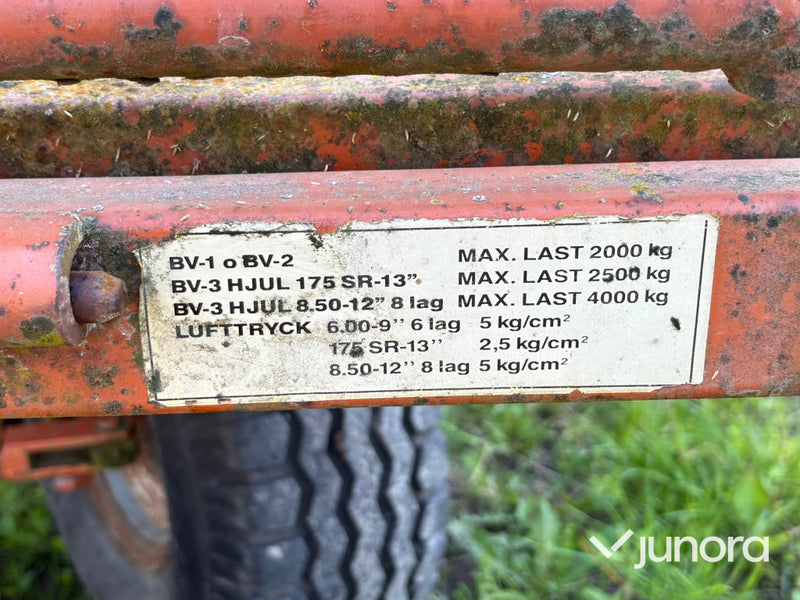 BV-1 o BV-2 MAX. LAST 2000 kg
BV-3 HJUL 175 SR-13” MAX. LAST 2500 kg
BV-3 HJUL 8.50-12” 8 lag MAX. LAST 4000 kg
LUFTTRYCK 6.00-9’’ 6 lag 5 kg/cm²
175 SR-13’’ 2,5 kg/cm²
8.50-12’’ 8 lag 5 kg/cm²
junora